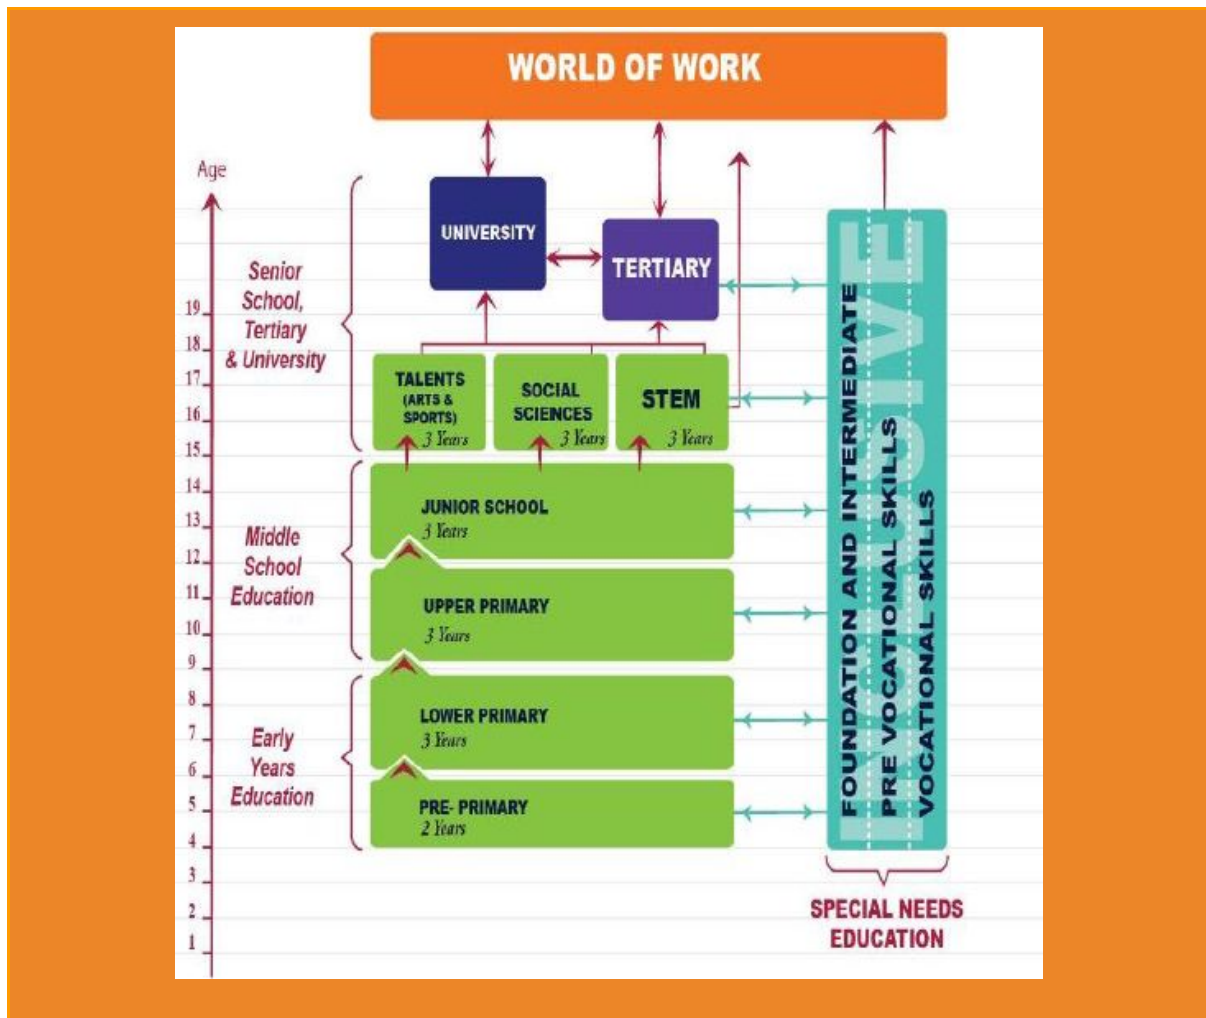 WORLD OF WORK
Age
UNIVERSITY
TERTIARY
Senior
School,
Tertiary
& University
19
18
17
16
15
14
13
12
11
10
9
8
7
6
5
4
3
2
1
TALENTS
(ARTS &
SPORTS)
3 Years
SOCIAL
SCIENCES
3 Years
STEM
3 Years
Middle
School
Education
JUNIOR SCHOOL
3 Years
UPPER PRIMARY
3 Years
Early
Years
Education
LOWER PRIMARY
3 Years
PRE- PRIMARY
2 Years
INCLUSIVE
FOUNDATION AND INTERMEDIATE
PRE VOCATIONAL SKILLS
VOCATIONAL SKILLS
SPECIAL NEEDS
EDUCATION